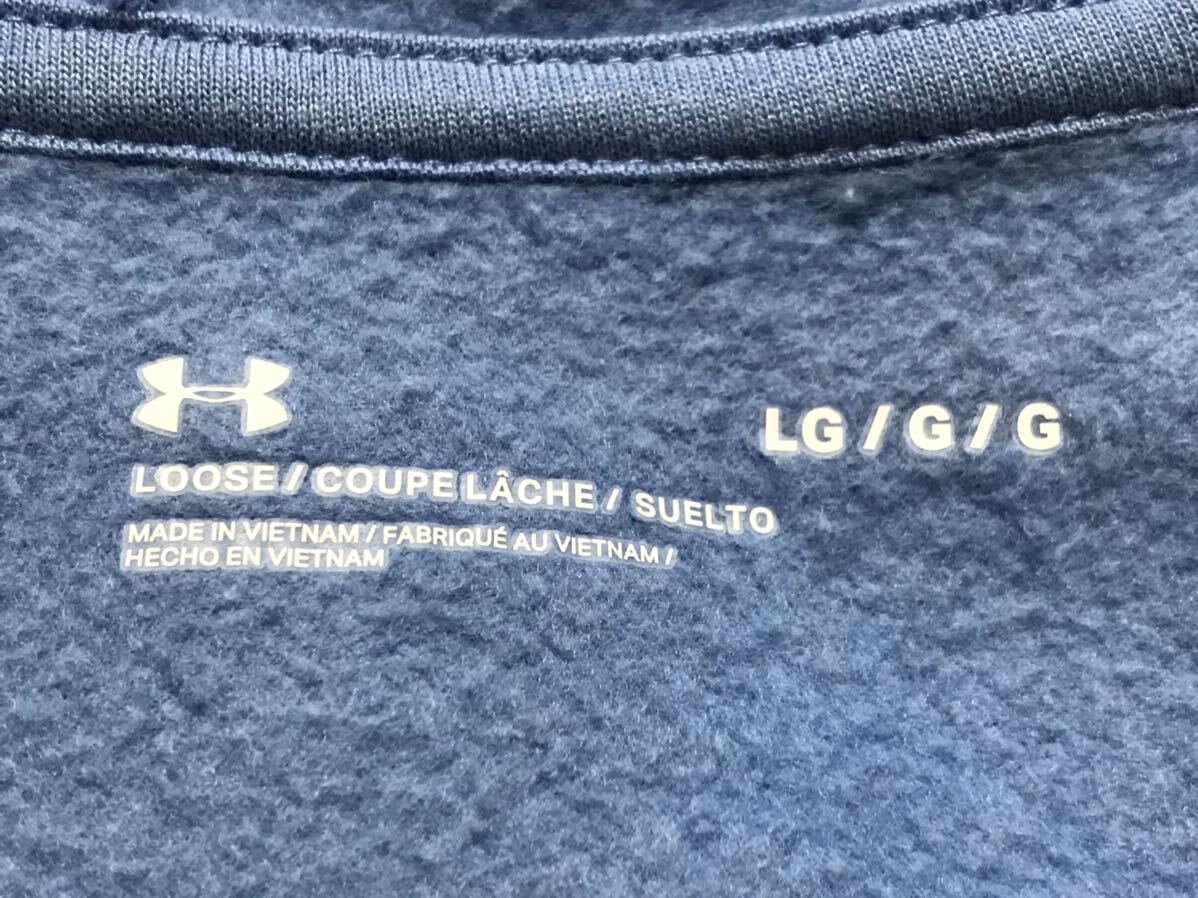 LG / G / G
LOOSE / COUPE LÂCHE / SUELTO
MADE IN VIETNAM / FABRIQUÉ AU VIETNAM /
HECHO EN VIETNAM